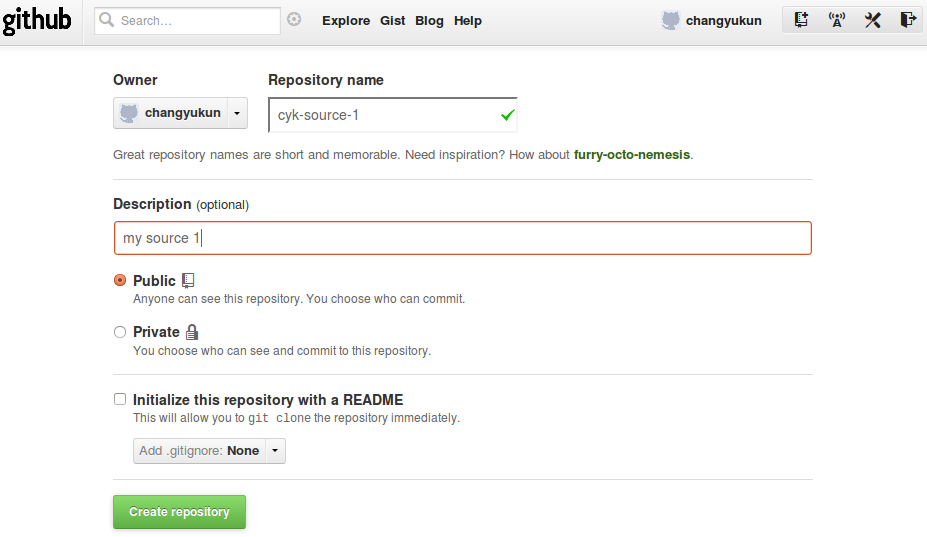 github Search... Explore Gist Blog Help changyukun
Owner Repository name
changyukun cyk-source-1
Great repository names are short and memorable. Need inspiration? How about furry-octo-nemesis.
Description (optional)
my source 1
Public
Anyone can see this repository. You choose who can commit.
Private
You choose who can see and commit to this repository.
Initialize this repository with a README
This will allow you to git clone the repository immediately.
Add .gitignore: None
Create repository